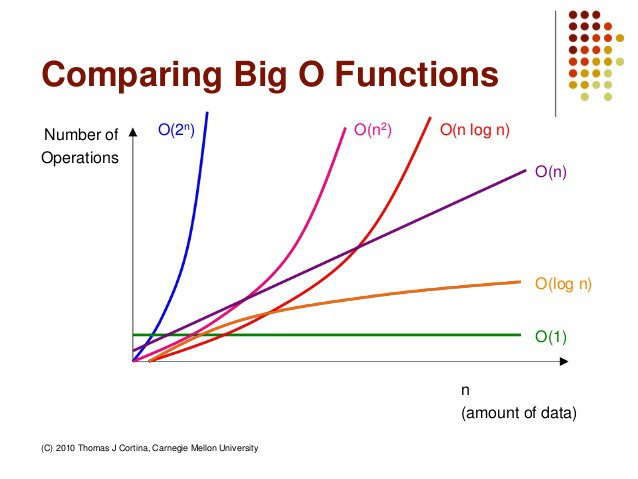 Comparing Big O Functions
Number of
Operations
O(2ⁿ)
O(n²)
O(n log n)
O(n)
O(log n)
O(1)
n
(amount of data)
(C) 2010 Thomas J Cortina, Carnegie Mellon University